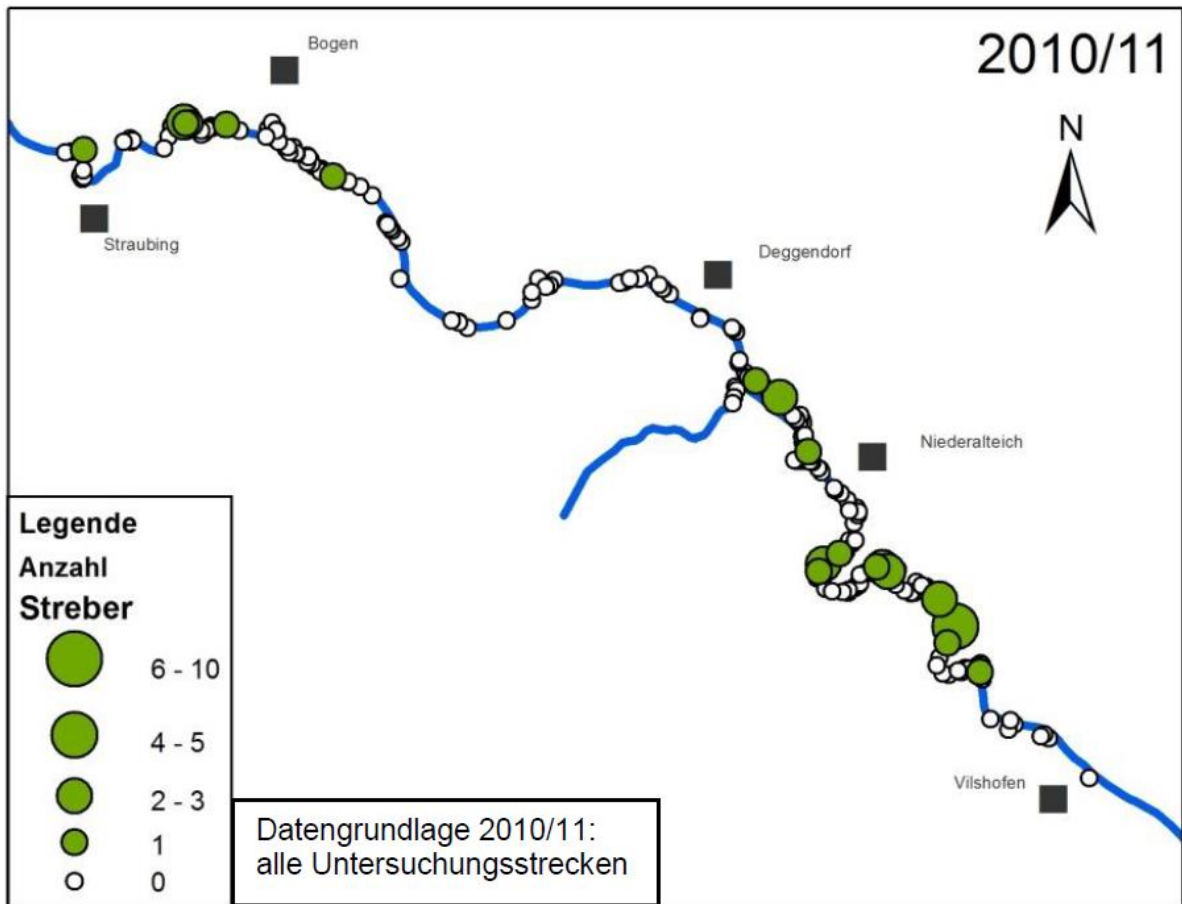 2010/11
Bogen
N
Straubing
Deggendorf
Niederalteich
Vilshofen
Legende
Anzahl
Streber
6 - 10
4 - 5
2 - 3
1
0
Datengrundlage 2010/11:
alle Untersuchungsstrecken